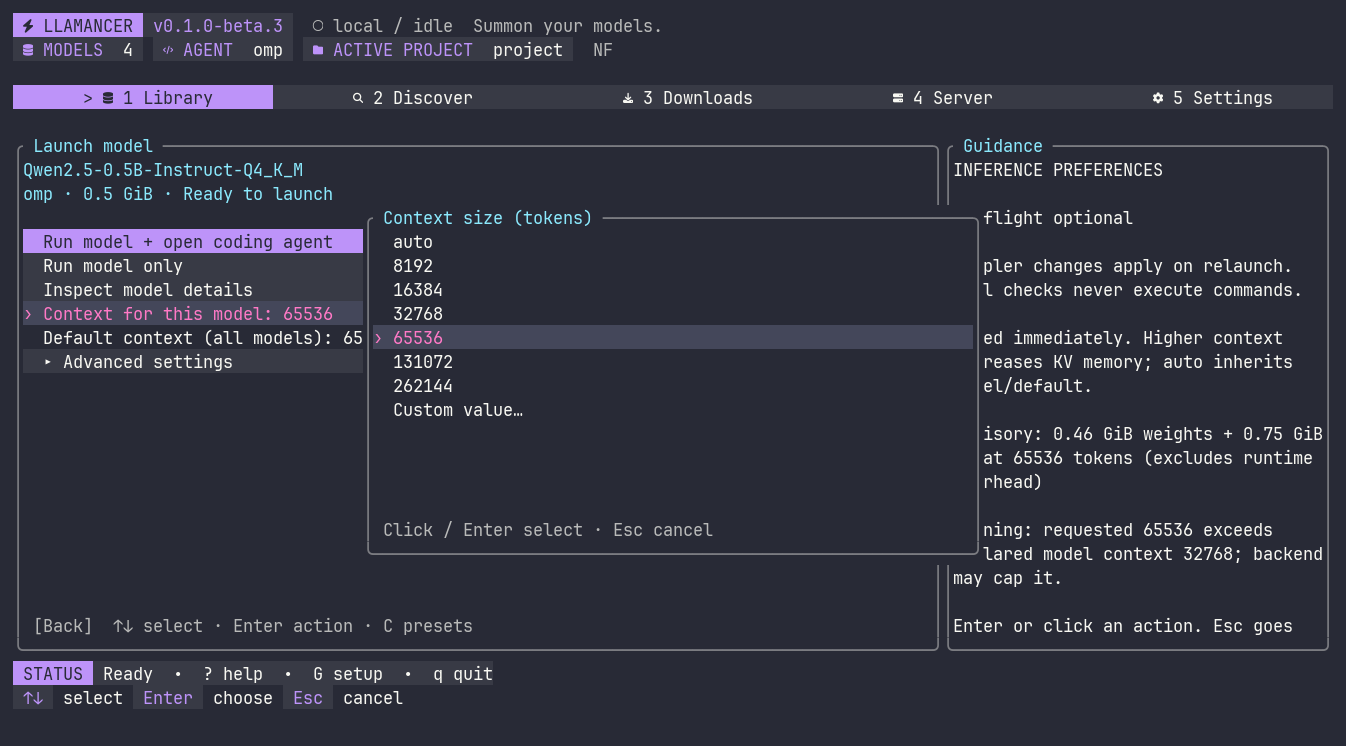 LLAMANCER v0.1.0-beta.3 local / idle Summon your models.
MODELS 4 </> AGENT omp ACTIVE PROJECT project NF
> 1 Library 2 Discover 3 Downloads 4 Server 5 Settings
Launch model
Qwen2.5-0.5B-Instruct-Q4_K_M
omp · 0.5 GiB · Ready to launch
Run model + open coding agent
Run model only
Inspect model details
› Context for this model: 65536
Default context (all models): 65
▸ Advanced settings
Context size (tokens)
auto
8192
16384
32768
› 65536
131072
262144
Custom value…
Click / Enter select · Esc cancel
[Back] ↑↓ select · Enter action · C presets
Guidance
INFERENCE PREFERENCES
flight optional
pler changes apply on relaunch.
l checks never execute commands.
ed immediately. Higher context
reases KV memory; auto inherits
el/default.
isory: 0.46 GiB weights + 0.75 GiB
at 65536 tokens (excludes runtime
rhead)
ning: requested 65536 exceeds
lared model context 32768; backend
may cap it.
Enter or click an action. Esc goes
STATUS Ready • ? help • G setup • q quit
↑↓ select Enter choose Esc cancel